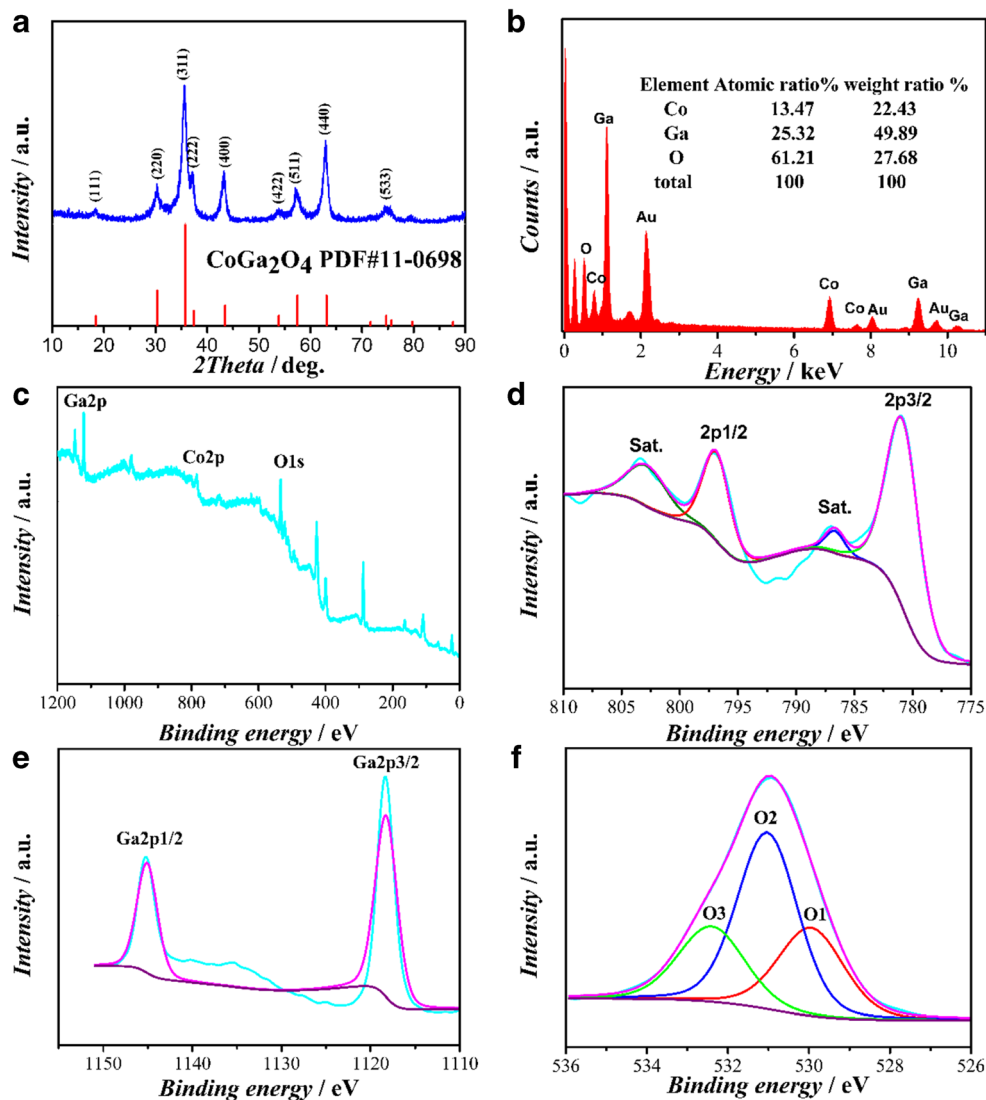 a
Intensity / a.u.
(111)
(220)
(311)
(222)
(400)
(422)
(511)
(440)
(533)
CoGa2O4 PDF#11-0698
10 20 30 40 50 60 70 80 90
2Theta / deg.
b
Counts / a.u.
Element Atomic ratio% weight ratio %
Co 13.47 22.43
Ga 25.32 49.89
O 61.21 27.68
total 100 100
O
Co
Ga
Au
Co
Co
Au
Ga
Au
Ga
0 2 4 6 8 10
Energy / keV
c
Intensity / a.u.
Ga2p
Co2p
O1s
1200 1000 800 600 400 200 0
Binding energy / eV
d
Intensity / a.u.
Sat.
2p1/2
Sat.
2p3/2
810 805 800 795 790 785 780 775
Binding energy / eV
e
Intensity / a.u.
Ga2p1/2
Ga2p3/2
1150 1140 1130 1120 1110
Binding energy / eV
f
Intensity / a.u.
O3
O2
O1
536 534 532 530 528 526
Binding energy / eV